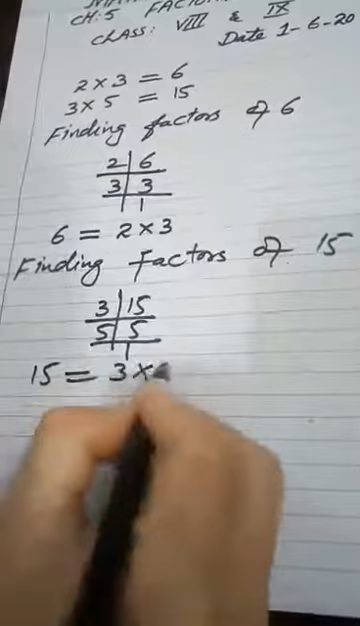 CH:5 FACTOR
CLASS: VIII & IX
Date 1-6-20
2 × 3 = 6
3 × 5 = 15
Finding factors of 6
2 | 6
3 | 3
| 1
6 = 2 × 3
Finding Factors of 15
3 | 15
5 | 5
| 1
15 = 3 ×